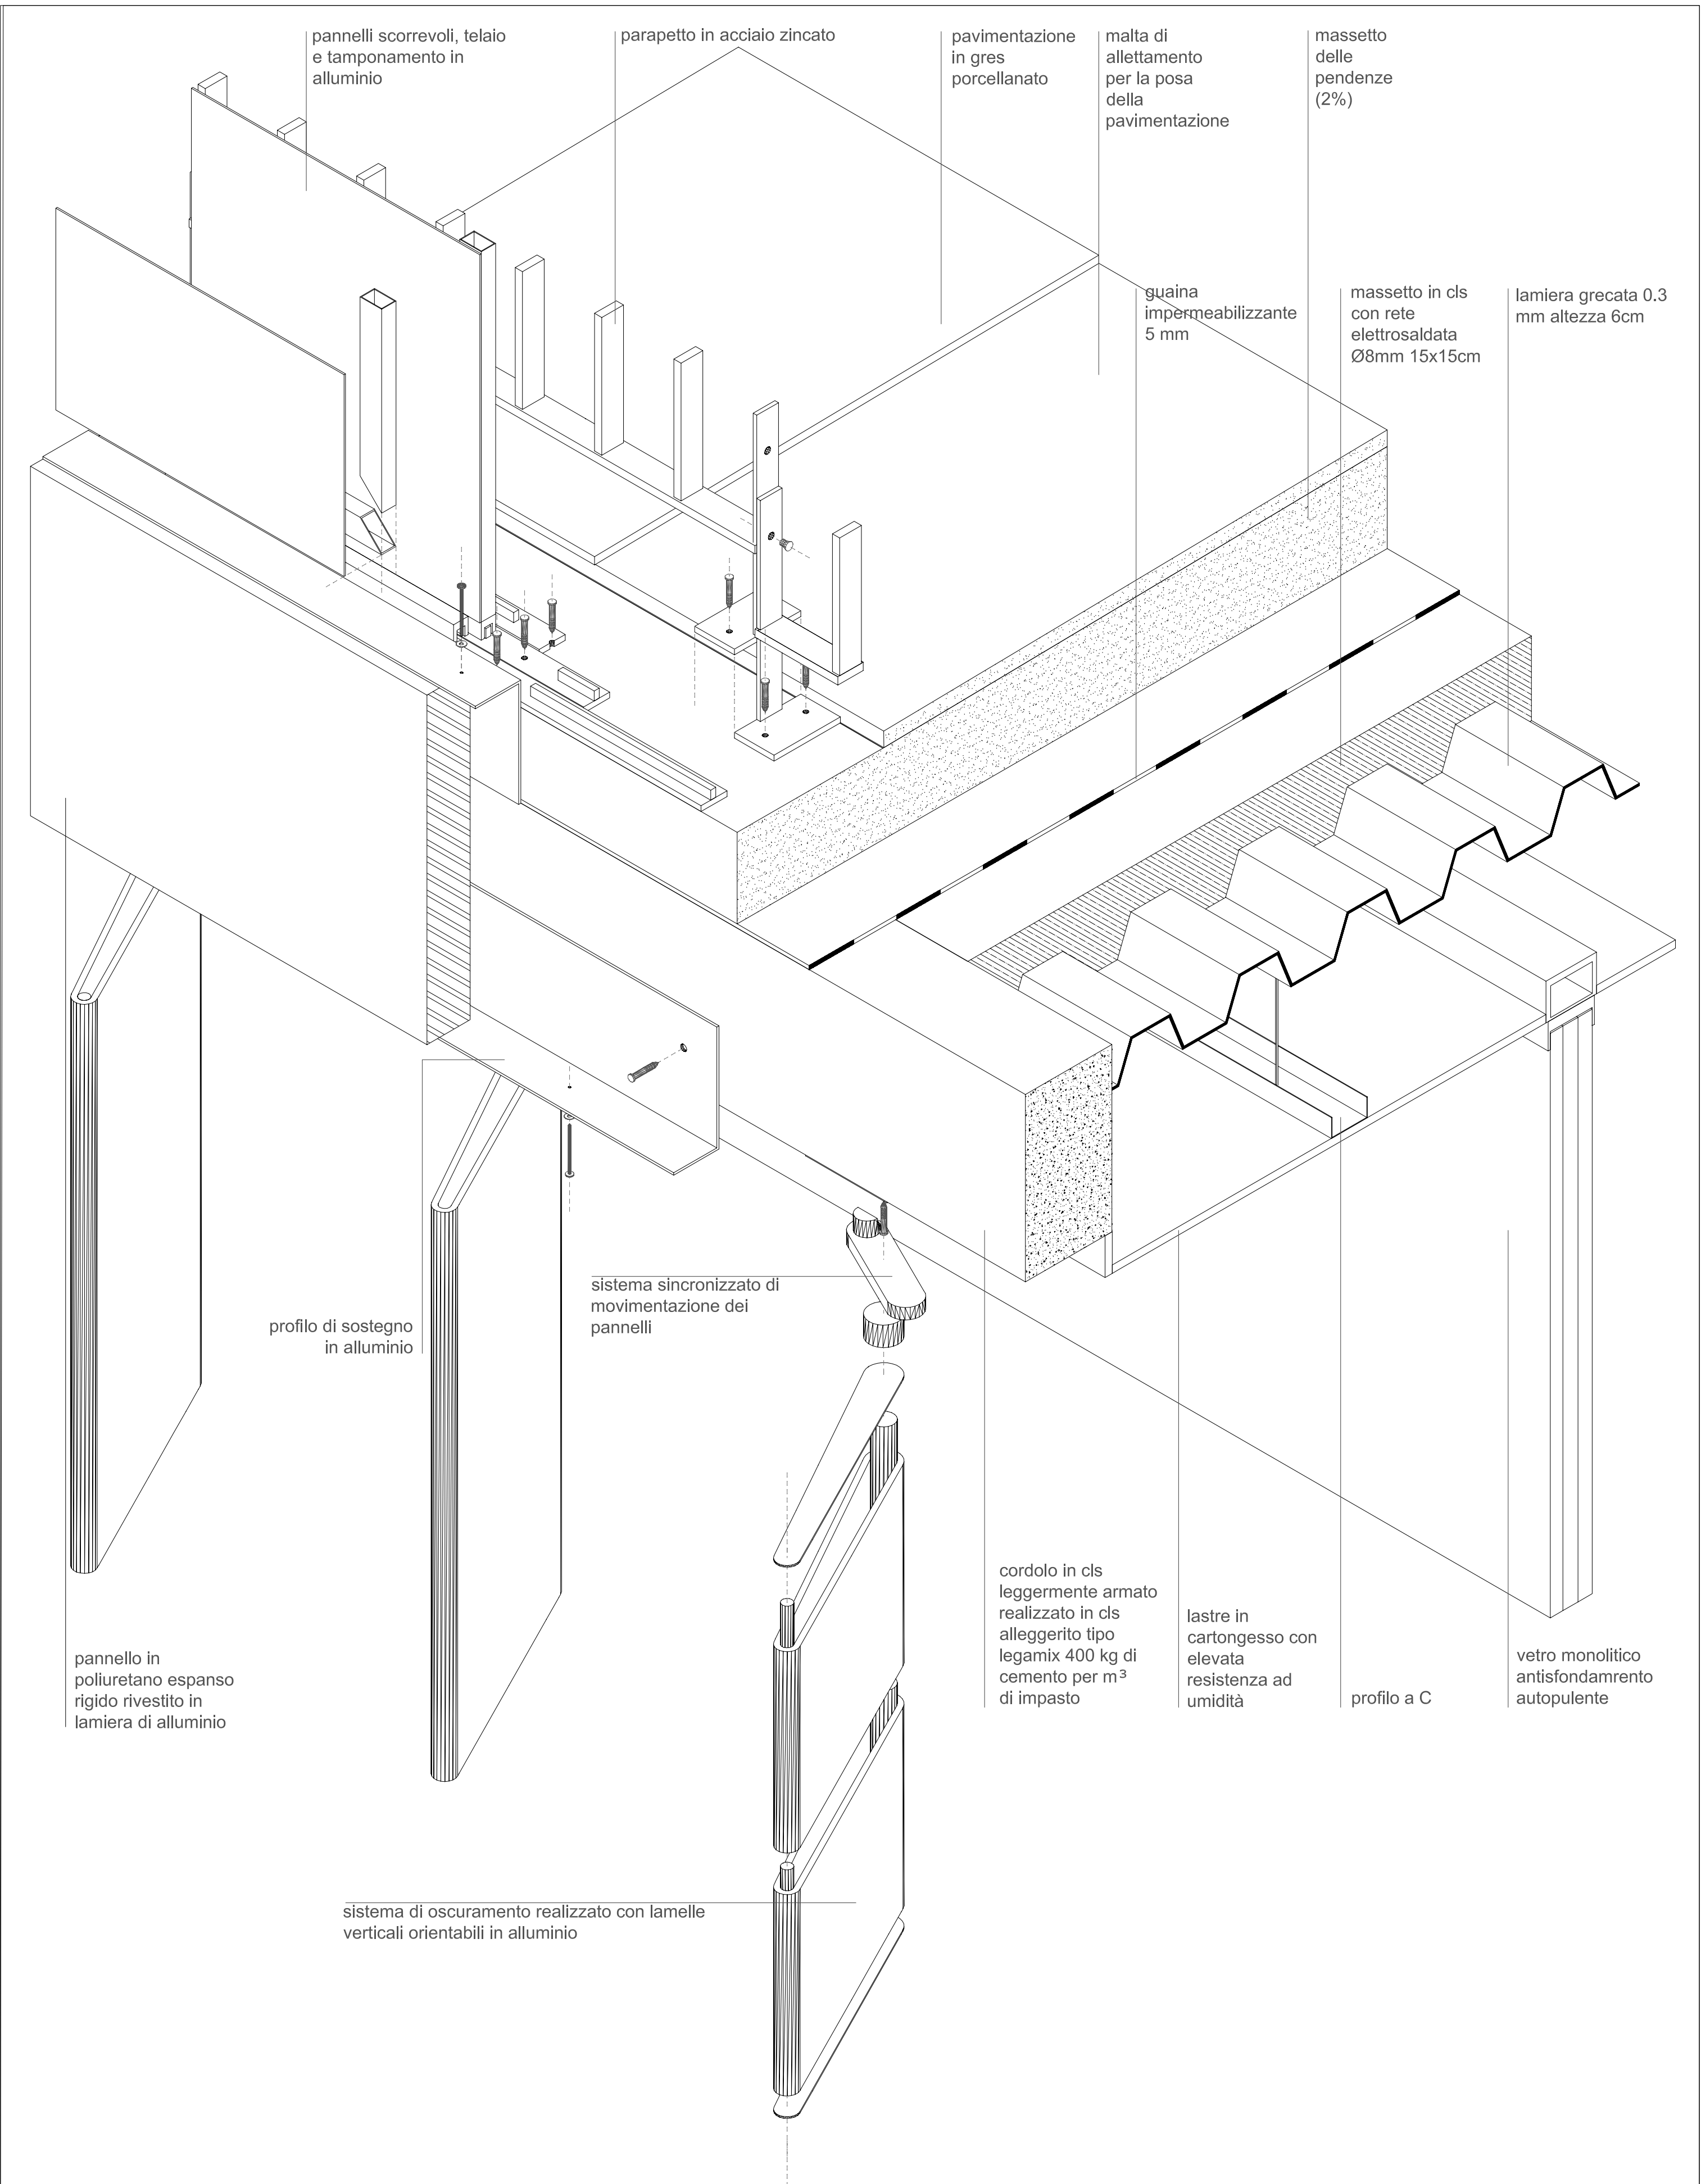 pannelli scorrevoli, telaio
e tamponamento in
alluminio
parapetto in acciaio zincato
pavimentazione
in gres
porcellanato
malta di
allettamento
per la posa
della
pavimentazione
massetto
delle
pendenze
(2%)
guaina
impermeabilizzante
5 mm
massetto in cls
con rete
elettrosaldata
Ø8mm 15x15cm
lamiera grecata 0.3
mm altezza 6cm
sistema sincronizzato di
movimentazione dei
pannelli
profilo di sostegno
in alluminio
pannello in
poliuretano espanso
rigido rivestito in
lamiera di alluminio
cordolo in cls
leggermente armato
realizzato in cls
alleggerito tipo
legamix 400 kg di
cemento per m³
di impasto
lastre in
cartongesso con
elevata
resistenza ad
umidità
profilo a C
vetro monolitico
antisfondamrento
autopulente
sistema di oscuramento realizzato con lamelle
verticali orientabili in alluminio